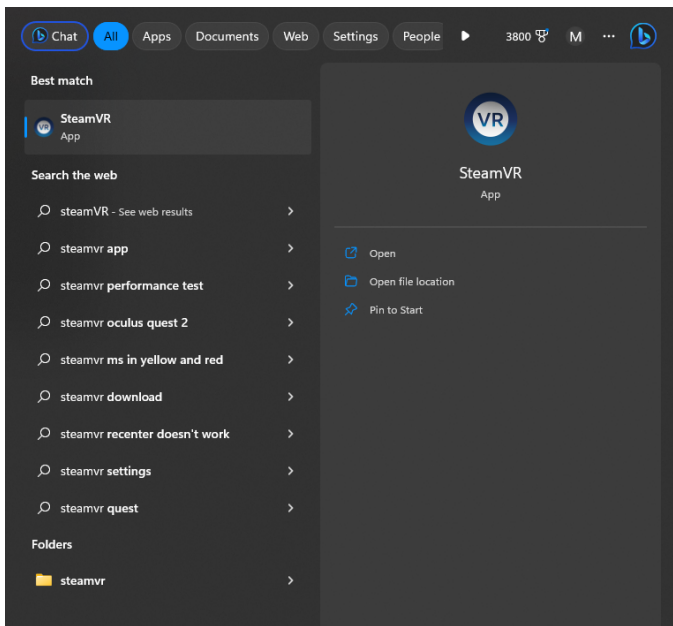 Chat
All
Apps
Documents
Web
Settings
People
3800
M
Best match
SteamVR
App
Search the web
steamVR - See web results
steamvr app
steamvr performance test
steamvr oculus quest 2
steamvr ms in yellow and red
steamvr download
steamvr recenter doesn't work
steamvr settings
steamvr quest
Folders
steamvr
VR
SteamVR
App
Open
Open file location
Pin to Start